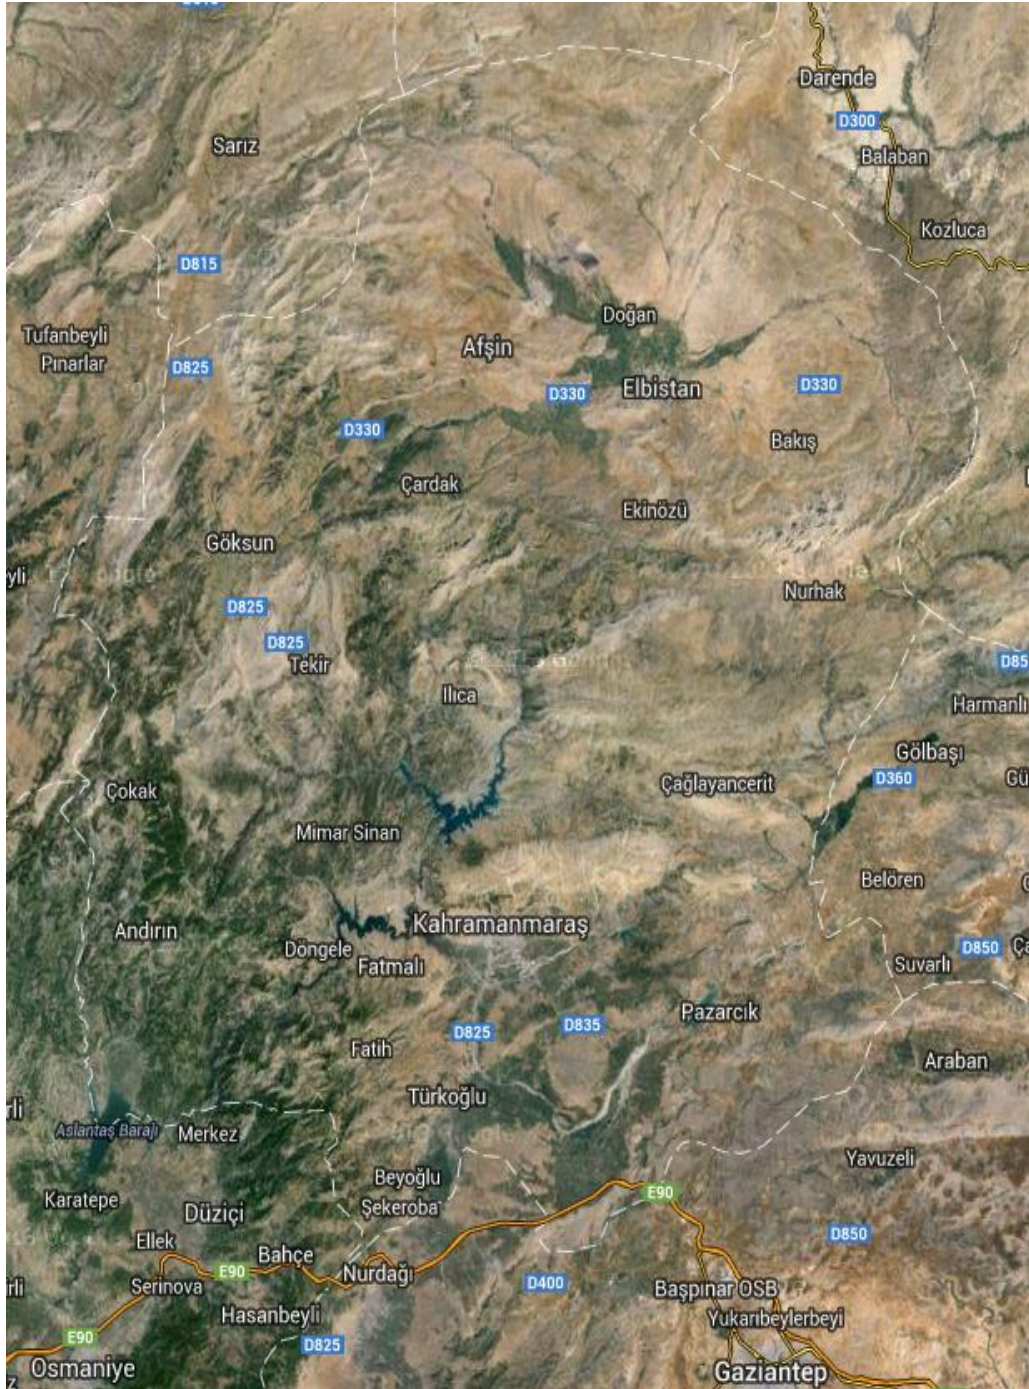 Darende
D300
Sarız
Balaban
Kozluca
D815
Doğan
Tufanbeyli
Pınarlar
Afşin
D825
Elbistan
D330
D330
D330
Bakış
Çardak
Ekinözü
Göksun
Nurhak
D825
D825
Tekir
Ilıca
Harmanlı
Gölbaşı
D360
Çağlayancerit
Çokak
Mimar Sinan
Belören
Kahramanmaraş
Andırın
Döngele
Fatmalı
D850
Suvarlı
Pazarcık
D825
D835
Fatih
Araban
Türkoğlu
Aslantaş Barajı
Merkez
Yavuzeli
Beyoğlu
Karatepe
Şekeroba
E90
Düziçi
D850
Ellek
Bahçe
E90
Nurdağı
D400
Serinova
Başpınar OSB
Hasanbeyli
Yukarıbeylerbeyi
E90
D825
Osmaniye
Gaziantep